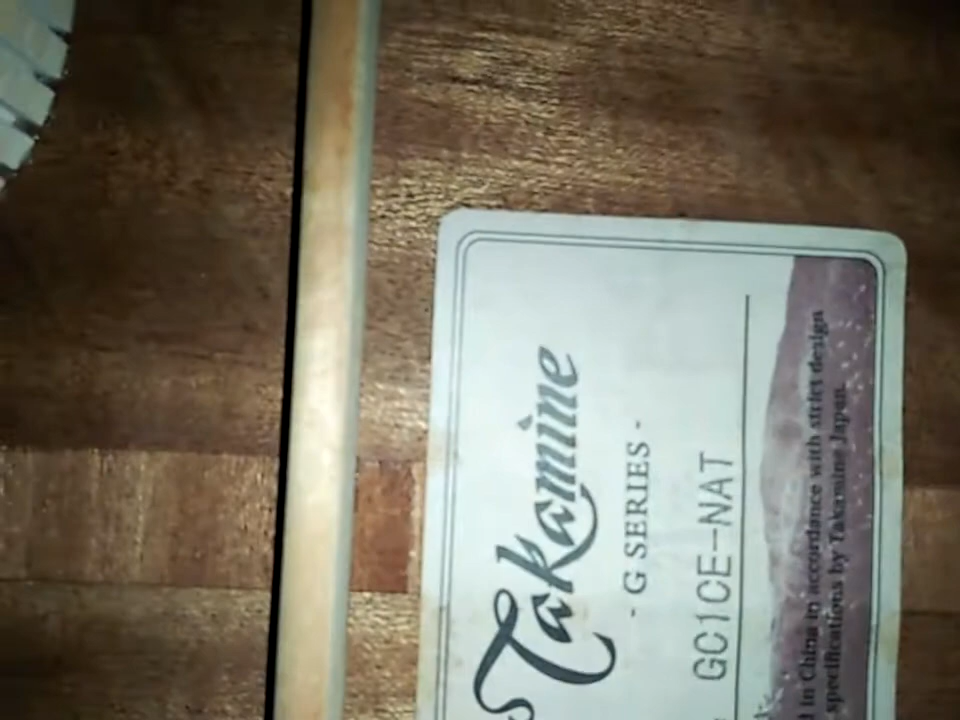 Takamine
- G SERIES -
GC1CE-NAT
in China in accordance with strict design
specifications by Takamine Japan.